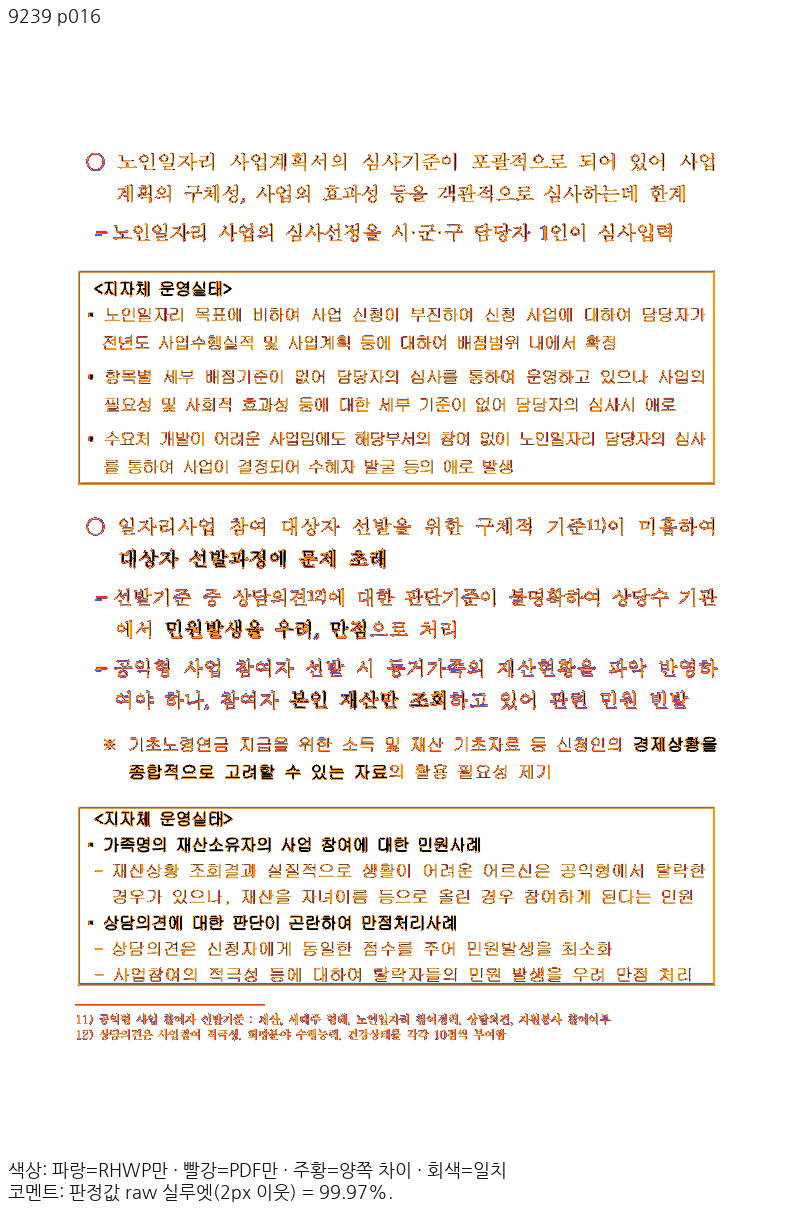 9239 p016
○ 노인일자리 사업계획서의 심사기준이 포괄적으로 되어 있어 사업
계획의 구체성, 사업의 효과성 등을 객관적으로 심사하는데 한계
- 노인일자리 사업의 심사선정을 시·군·구 담당자 1인이 심사입력
<지자체 운영실태>
▪ 노인일자리 목표에 비하여 사업 신청이 부진하여 신청 사업에 대하여 담당자가
전년도 사업수행실적 및 사업계획 등에 대하여 배점범위 내에서 확정
▪ 항목별 세부 배점기준이 없어 담당자의 심사를 통하여 운영하고 있으나 사업의
필요성 및 사회적 효과성 등에 대한 세부 기준이 없어 담당자의 심사시 애로
▪ 수요처 개발이 어려운 사업임에도 해당부서의 참여 없이 노인일자리 담당자의 심사
를 통하여 사업이 결정되어 수혜자 발굴 등의 애로 발생
○ 일자리사업 참여 대상자 선발을 위한 구체적 기준11)이 미흡하여
대상자 선발과정에 문제 초래
- 선발기준 중 상담의견12)에 대한 판단기준이 불명확하여 상당수 기관
에서 민원발생을 우려, 만점으로 처리
- 공익형 사업 참여자 선발 시 동거가족의 재산현황을 파악 반영하
여야 하나, 참여자 본인 재산만 조회하고 있어 관련 민원 빈발
※ 기초노령연금 지급을 위한 소득 및 재산 기초자료 등 신청인의 경제상황을
종합적으로 고려할 수 있는 자료의 활용 필요성 제기
<지자체 운영실태>
▪ 가족명의 재산소유자의 사업 참여에 대한 민원사례
- 재산상황 조회결과 실질적으로 생활이 어려운 어르신은 공익형에서 탈락한
경우가 있으나, 재산을 자녀이름 등으로 올린 경우 참여하게 된다는 민원
▪ 상담의견에 대한 판단이 곤란하여 만점처리사례
- 상담의견은 신청자에게 동일한 점수를 주어 민원발생을 최소화
- 사업참여의 적극성 등에 대하여 탈락자들의 민원 발생을 우려 만점 처리
11) 공익형 사업 참여자 선발기준 : 재산, 세대주 형태, 노인일자리 참여경력, 상담의견, 자원봉사 참여여부
12) 상담의견은 사업참여 적극성, 희망분야 수행능력, 건강상태를 각각 10점씩 부여함
색상: 파랑=RHWP만 · 빨강=PDF만 · 주황=양쪽 차이 · 회색=일치
코멘트: 판정값 raw 실루엣(2px 이웃) = 99.97%.